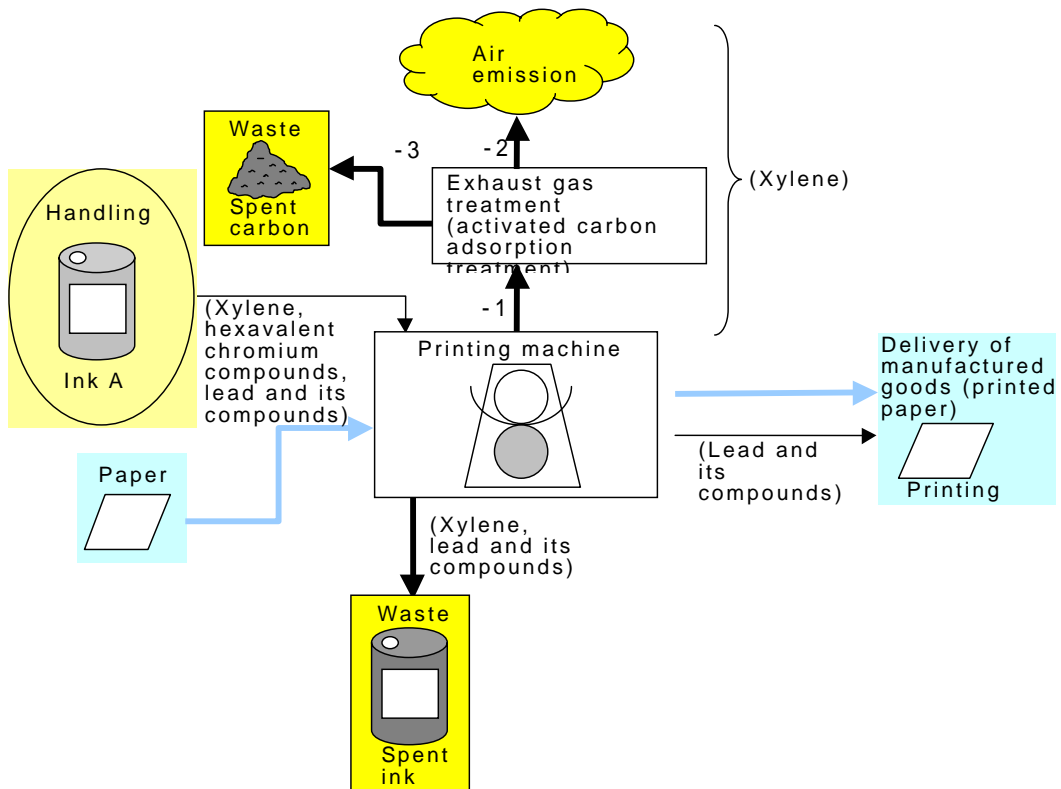 Air
emission
-3
-2
Waste
Spent
carbon
Exhaust gas
treatment
(activated carbon
adsorption
treatment)
(Xylene)
Handling
Ink A
(Xylene,
hexavalent
chromium
compounds,
lead and its
compounds)
-1
Printing machine
Delivery of
manufactured
goods (printed
paper)
Printing
(Lead and
its
compounds)
Paper
(Xylene,
lead and its
compounds)
Waste
Spent
ink